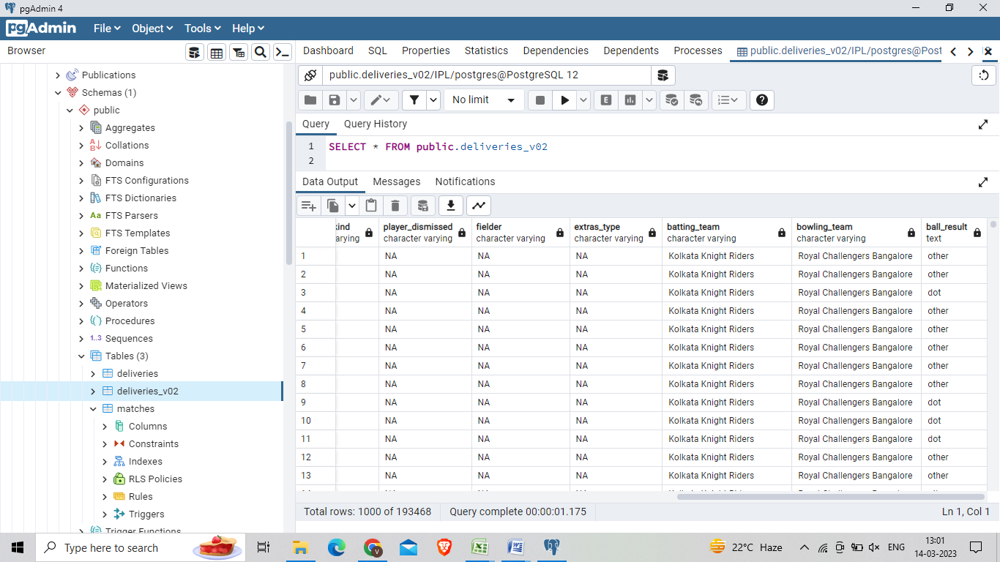 pgAdmin 4
pgAdmin File Object Tools Help
Browser
Dashboard SQL Properties Statistics Dependencies Dependents Processes public.deliveries_v02/IPL/postgres@Post
public.deliveries_v02/IPL/postgres@PostgreSQL 12
No limit
E
Query Query History
1 SELECT * FROM public.deliveries_v02
2
Data Output Messages Notifications
Publications
Schemas (1)
public
Aggregates
Collations
Domains
FTS Configurations
FTS Dictionaries
Aa FTS Parsers
FTS Templates
Foreign Tables
Functions
Materialized Views
Operators
Procedures
1..3 Sequences
Tables (3)
deliveries
deliveries_v02
matches
Columns
Constraints
Indexes
RLS Policies
Rules
Triggers
Trigger Functions
kind player_dismissed fielder extras_type batting_team bowling_team ball_result
varying character varying character varying character varying character varying character varying text
1 NA NA NA Kolkata Knight Riders Royal Challengers Bangalore other
2 NA NA NA Kolkata Knight Riders Royal Challengers Bangalore other
3 NA NA NA Kolkata Knight Riders Royal Challengers Bangalore dot
4 NA NA NA Kolkata Knight Riders Royal Challengers Bangalore other
5 NA NA NA Kolkata Knight Riders Royal Challengers Bangalore other
6 NA NA NA Kolkata Knight Riders Royal Challengers Bangalore other
7 NA NA NA Kolkata Knight Riders Royal Challengers Bangalore other
8 NA NA NA Kolkata Knight Riders Royal Challengers Bangalore other
9 NA NA NA Kolkata Knight Riders Royal Challengers Bangalore dot
10 NA NA NA Kolkata Knight Riders Royal Challengers Bangalore dot
11 NA NA NA Kolkata Knight Riders Royal Challengers Bangalore dot
12 NA NA NA Kolkata Knight Riders Royal Challengers Bangalore other
13 NA NA NA Kolkata Knight Riders Royal Challengers Bangalore other
Total rows: 1000 of 193468 Query complete 00:00:01.175 Ln 1, Col 1
Type here to search
22°C Haze ENG
13:01
14-03-2023